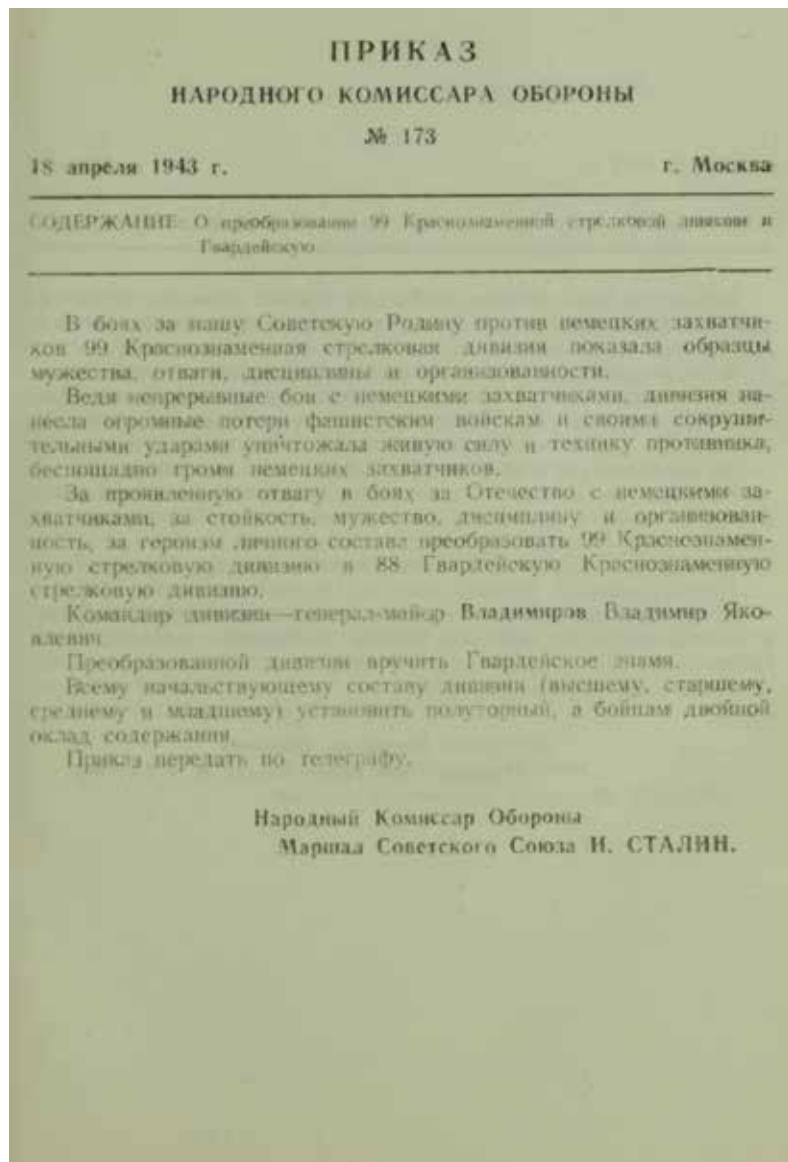 ПРИКАЗ
НАРОДНОГО КОМИССАРА ОБОРОНЫ
№ 173
18 апреля 1943 г. г. Москва
СОДЕРЖАНИЕ: О преобразовании 99 Краснознаменной стрелковой дивизии в
Гвардейскую.
В боях за нашу Советскую Родину против немецких захватчи-
ков 99 Краснознаменная стрелковая дивизия показала образцы
мужества, отваги, дисциплины и организованности.
Ведя непрерывные бои с немецкими захватчиками, дивизия на-
несла огромные потери фашистским войскам и своими сокруши-
тельными ударами уничтожала живую силу и технику противника,
беспощадно громя немецких захватчиков.
За проявленную отвагу в боях за Отечество с немецкими за-
хватчиками, за стойкость, мужество, дисциплину и организован-
ность, за героизм личного состава преобразовать 99 Краснознамен-
ную стрелковую дивизию в 88 Гвардейскую Краснознаменную
стрелковую дивизию.
Командир дивизии—генерал-майор Владимиров Владимир Яко-
влевич.
Преобразованной дивизии вручить Гвардейское знамя.
Всему начальствующему составу дивизии (высшему, старшему,
среднему и младшему) установить полуторный, а бойцам двойной
оклад содержания.
Приказ передать по телеграфу.
Народный Комиссар Обороны
Маршал Советского Союза И. СТАЛИН.